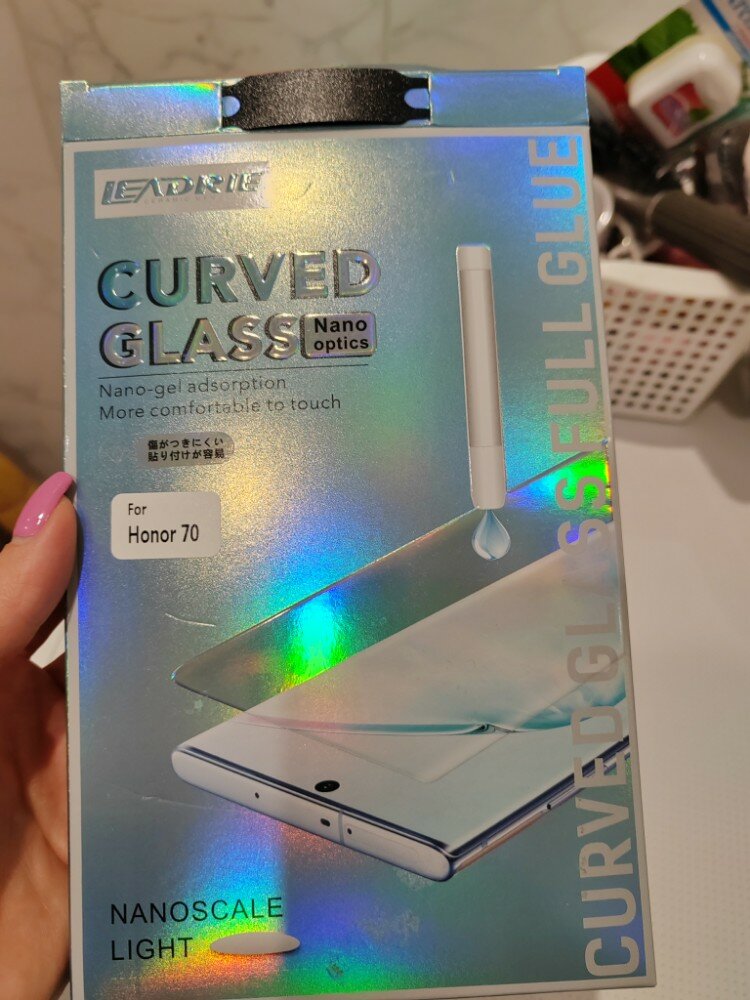 LEADRIE
CURVED
GLASS
Nano
optics
Nano-gel adsorption
More comfortable to touch
傷がつきにくい
貼り付けが容易
For
Honor 70
NANOSCALE
LIGHT
CURVED GLASS FULL GLUE